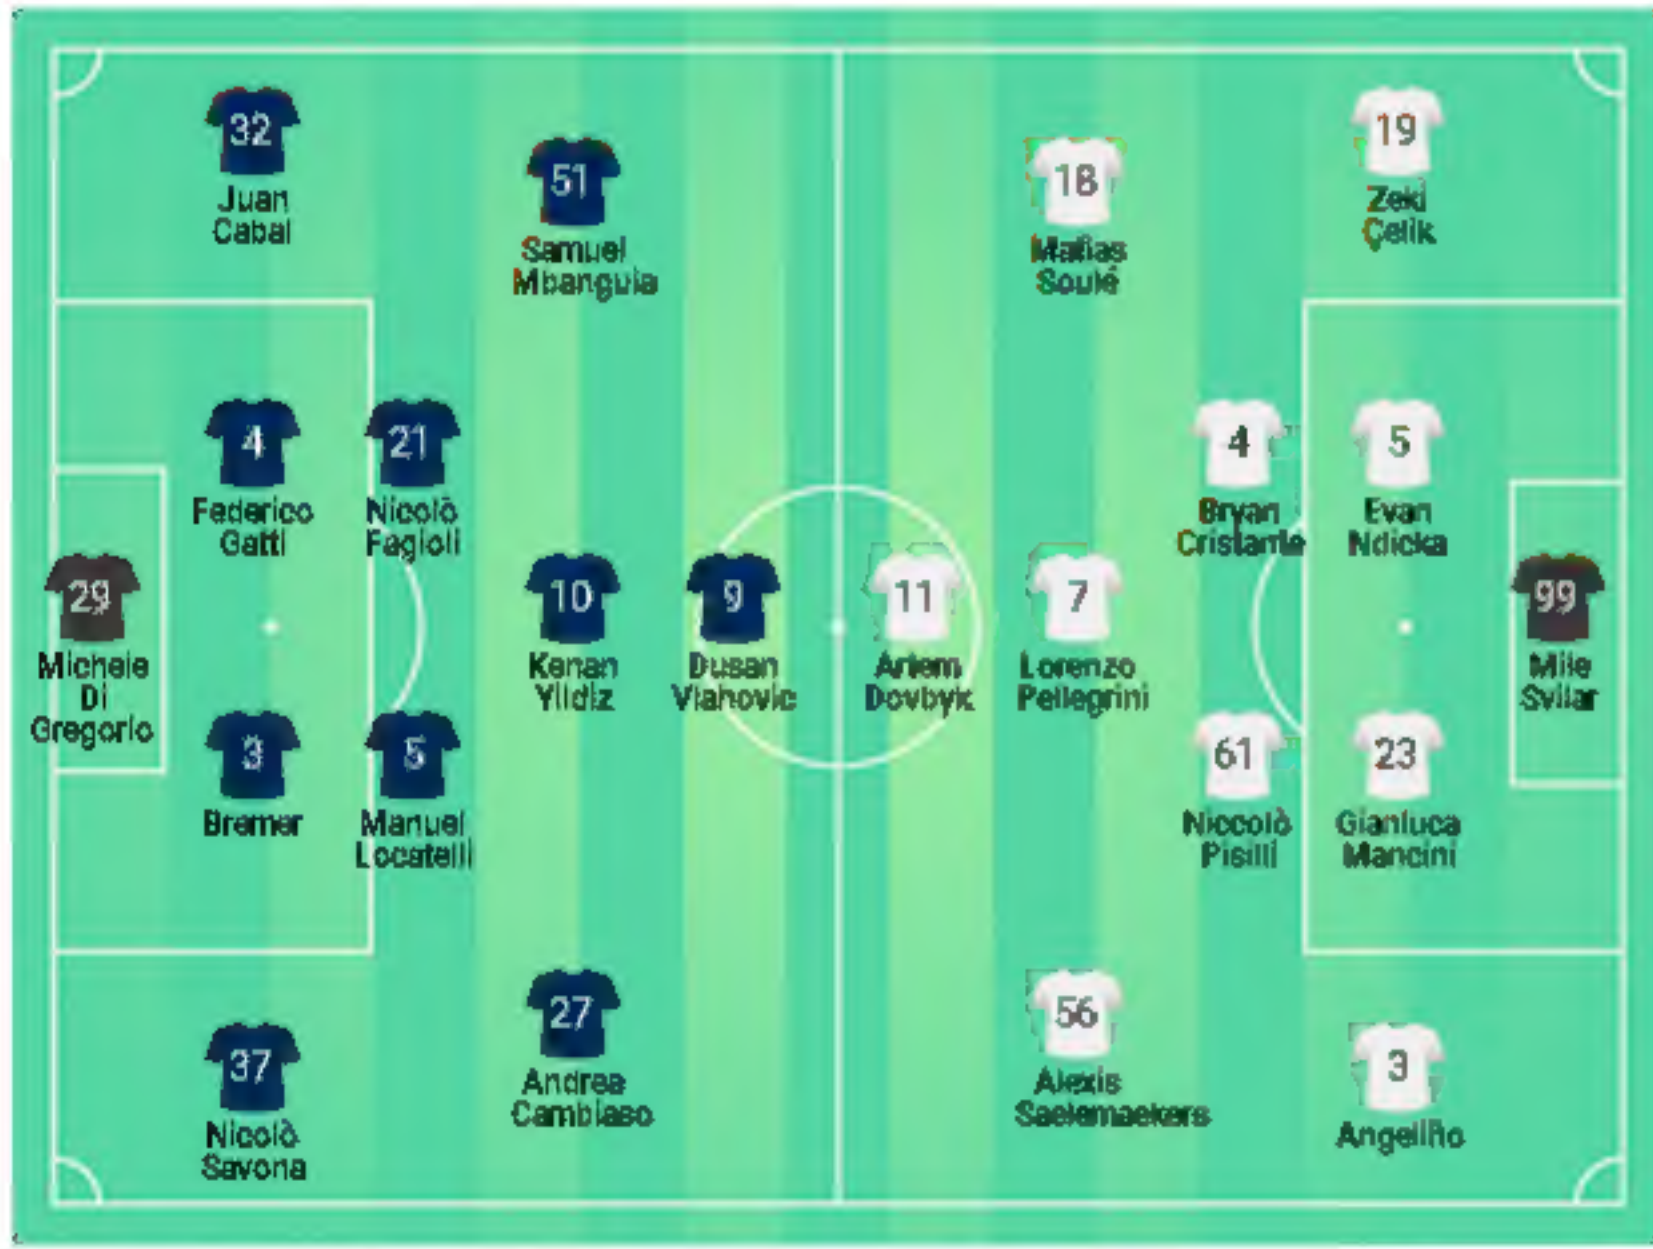 32
Juan
Cabal
51
Samuel
Mbangula
18
Matías
Soulé
19
Zeki
Çelik
4
Federico
Gatti
21
Nicolò
Fagioli
4
Bryan
Cristante
5
Evan
Ndicka
29
Michele
Di
Gregorio
10
Kenan
Yildiz
9
Dusan
Vlahovic
11
Artem
Dovbyk
7
Lorenzo
Pellegrini
99
Mile
Svilar
3
Bremer
5
Manuel
Locatelli
61
Niccolò
Pisilli
23
Gianluca
Mancini
37
Nicolò
Savona
27
Andrea
Cambiaso
56
Alexis
Saelemaekers
3
Angeliño